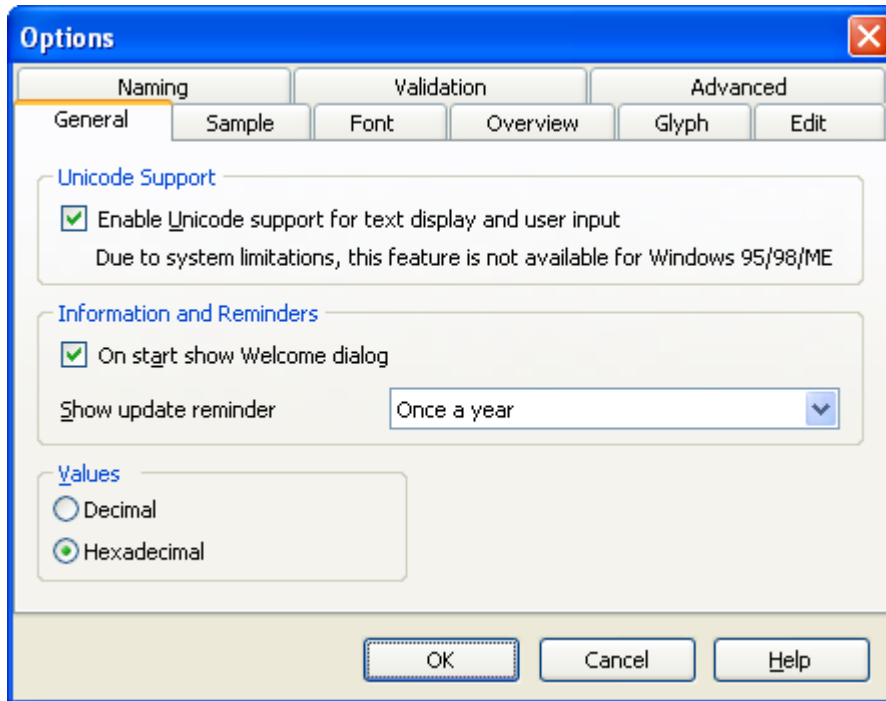 Options
Naming Validation Advanced
General Sample Font Overview Glyph Edit
Unicode Support
Enable Unicode support for text display and user input
Due to system limitations, this feature is not available for Windows 95/98/ME
Information and Reminders
On start show Welcome dialog
Show update reminder Once a year
Values
Decimal
Hexadecimal
OK Cancel Help